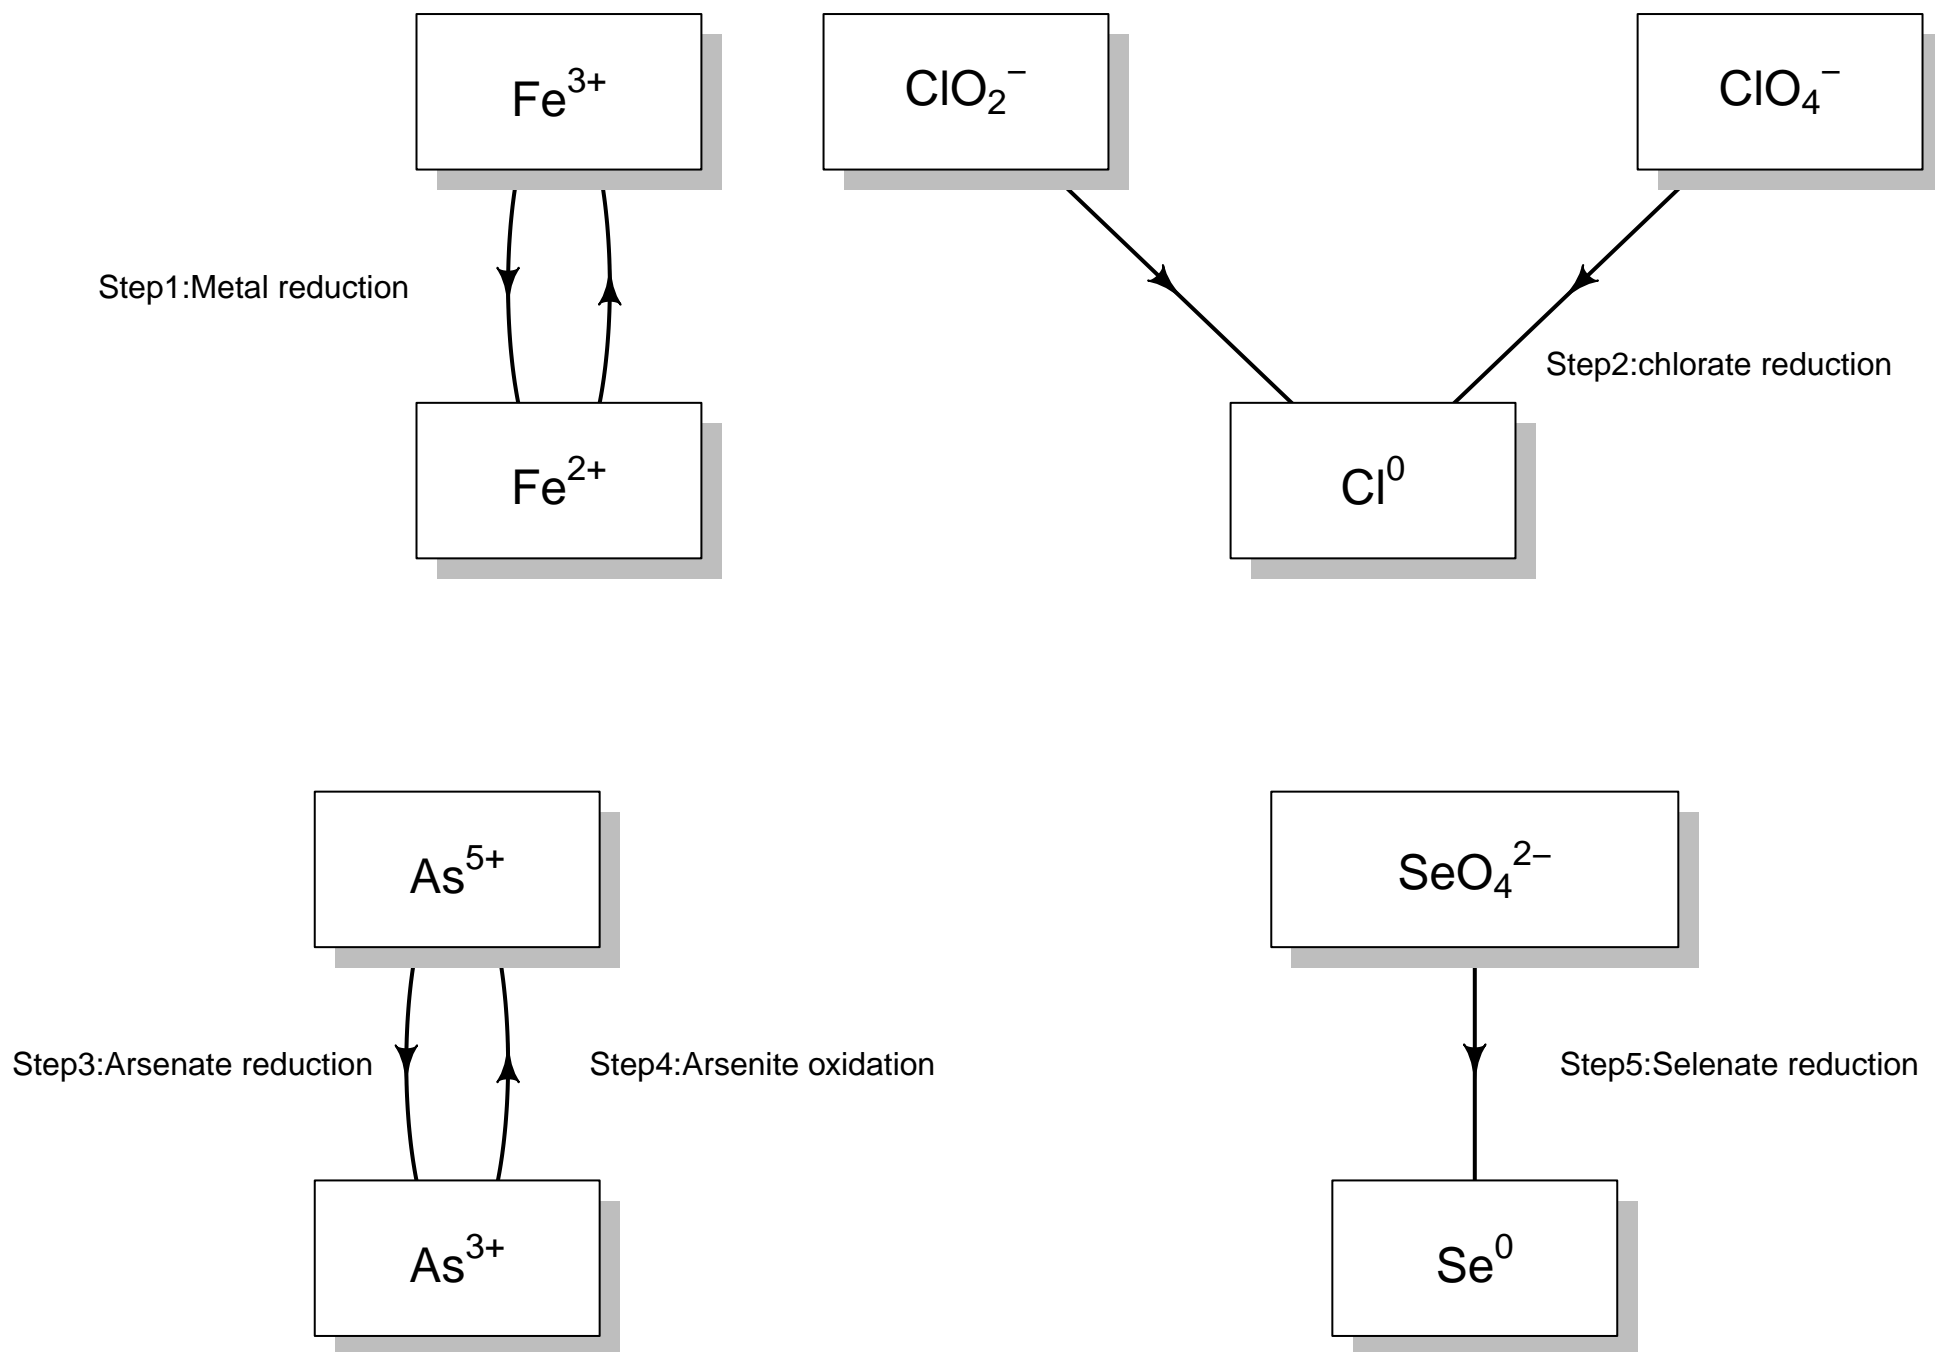 Fe³⁺
ClO₂⁻
ClO₄⁻
Step1:Metal reduction
Step2:chlorate reduction
Fe²⁺
Cl⁰
As⁵⁺
SeO₄²⁻
Step3:Arsenate reduction
Step4:Arsenite oxidation
Step5:Selenate reduction
As³⁺
Se⁰